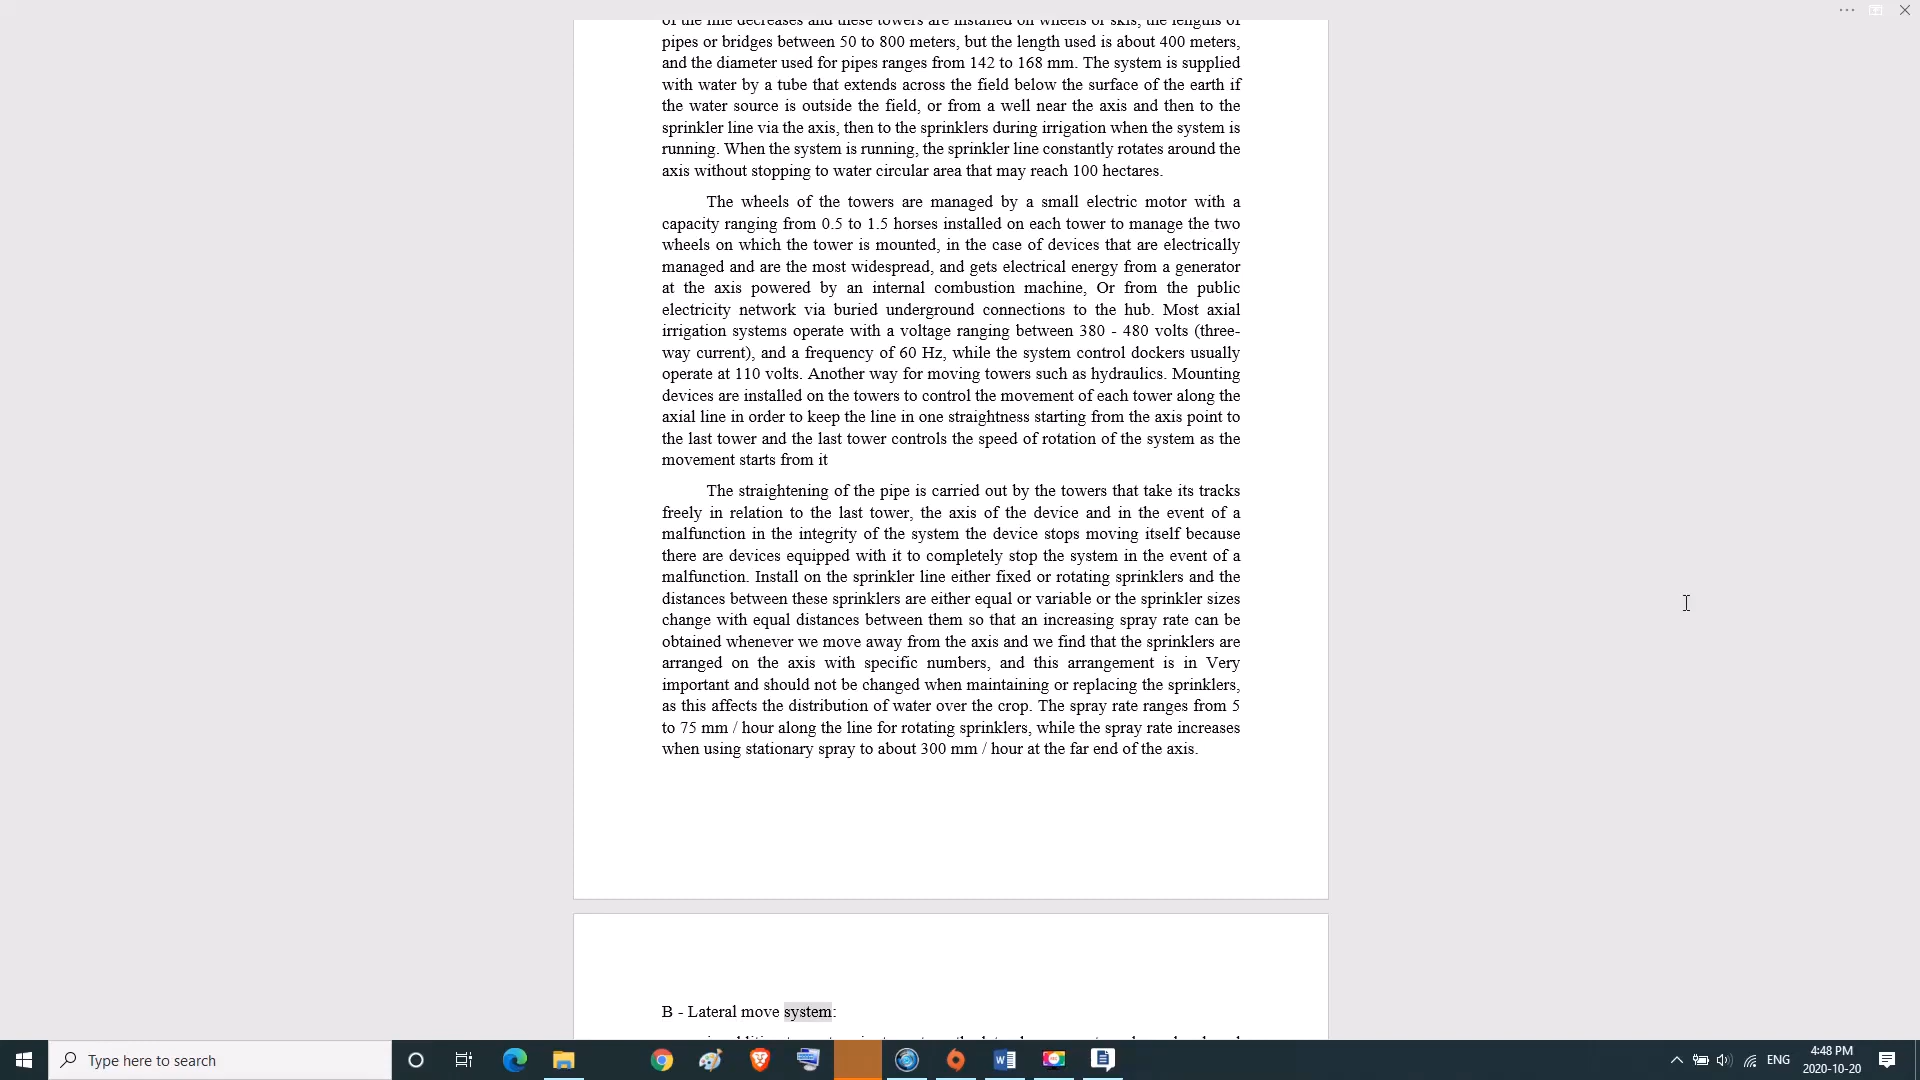 of the line decreases and these towers are installed on wheels or skis, the lengths of
pipes or bridges between 50 to 800 meters, but the length used is about 400 meters,
and the diameter used for pipes ranges from 142 to 168 mm. The system is supplied
with water by a tube that extends across the field below the surface of the earth if
the water source is outside the field, or from a well near the axis and then to the
sprinkler line via the axis, then to the sprinklers during irrigation when the system is
running. When the system is running, the sprinkler line constantly rotates around the
axis without stopping to water circular area that may reach 100 hectares.
The wheels of the towers are managed by a small electric motor with a
capacity ranging from 0.5 to 1.5 horses installed on each tower to manage the two
wheels on which the tower is mounted, in the case of devices that are electrically
managed and are the most widespread, and gets electrical energy from a generator
at the axis powered by an internal combustion machine, Or from the public
electricity network via buried underground connections to the hub. Most axial
irrigation systems operate with a voltage ranging between 380 - 480 volts (three-
way current), and a frequency of 60 Hz, while the system control dockers usually
operate at 110 volts. Another way for moving towers such as hydraulics. Mounting
devices are installed on the towers to control the movement of each tower along the
axial line in order to keep the line in one straightness starting from the axis point to
the last tower and the last tower controls the speed of rotation of the system as the
movement starts from it
The straightening of the pipe is carried out by the towers that take its tracks
freely in relation to the last tower, the axis of the device and in the event of a
malfunction in the integrity of the system the device stops moving itself because
there are devices equipped with it to completely stop the system in the event of a
malfunction. Install on the sprinkler line either fixed or rotating sprinklers and the
distances between these sprinklers are either equal or variable or the sprinkler sizes
change with equal distances between them so that an increasing spray rate can be
obtained whenever we move away from the axis and we find that the sprinklers are
arranged on the axis with specific numbers, and this arrangement is in Very
important and should not be changed when maintaining or replacing the sprinklers,
as this affects the distribution of water over the crop. The spray rate ranges from 5
to 75 mm / hour along the line for rotating sprinklers, while the spray rate increases
when using stationary spray to about 300 mm / hour at the far end of the axis.
B - Lateral move system:
Type here to search
ENG
4:48 PM
2020-10-20